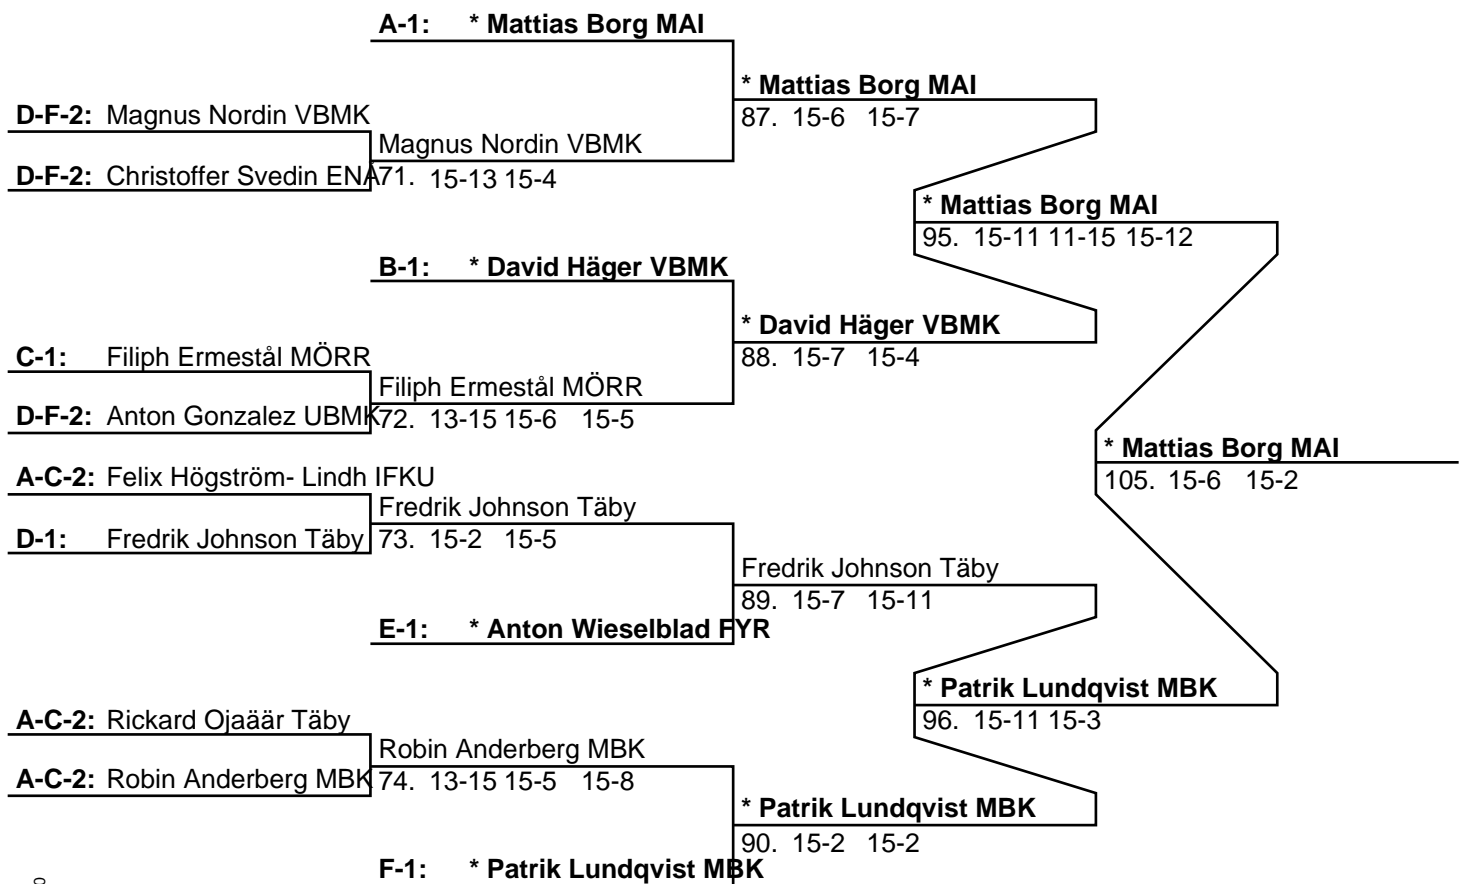 A-1: * Mattias Borg MAI
* Mattias Borg MAI
D-F-2: Magnus Nordin VBMK
87. 15-6 15-7
Magnus Nordin VBMK
D-F-2: Christoffer Svedin ENÄ
71. 15-13 15-4
* Mattias Borg MAI
95. 15-11 11-15 15-12
B-1: * David Häger VBMK
* David Häger VBMK
C-1: Filiph Ermestål MÖRR
88. 15-7 15-4
Filiph Ermestål MÖRR
D-F-2: Anton Gonzalez UBMK
72. 13-15 15-6 15-5
* Mattias Borg MAI
A-C-2: Felix Högström- Lindh IFKU
105. 15-6 15-2
Fredrik Johnson Täby
D-1: Fredrik Johnson Täby
73. 15-2 15-5
Fredrik Johnson Täby
89. 15-7 15-11
E-1: * Anton Wieselblad FYR
* Patrik Lundqvist MBK
A-C-2: Rickard Ojaäär Täby
96. 15-11 15-3
Robin Anderberg MBK
A-C-2: Robin Anderberg MBK
74. 13-15 15-5 15-8
* Patrik Lundqvist MBK
90. 15-2 15-2
F-1: * Patrik Lundqvist MBK